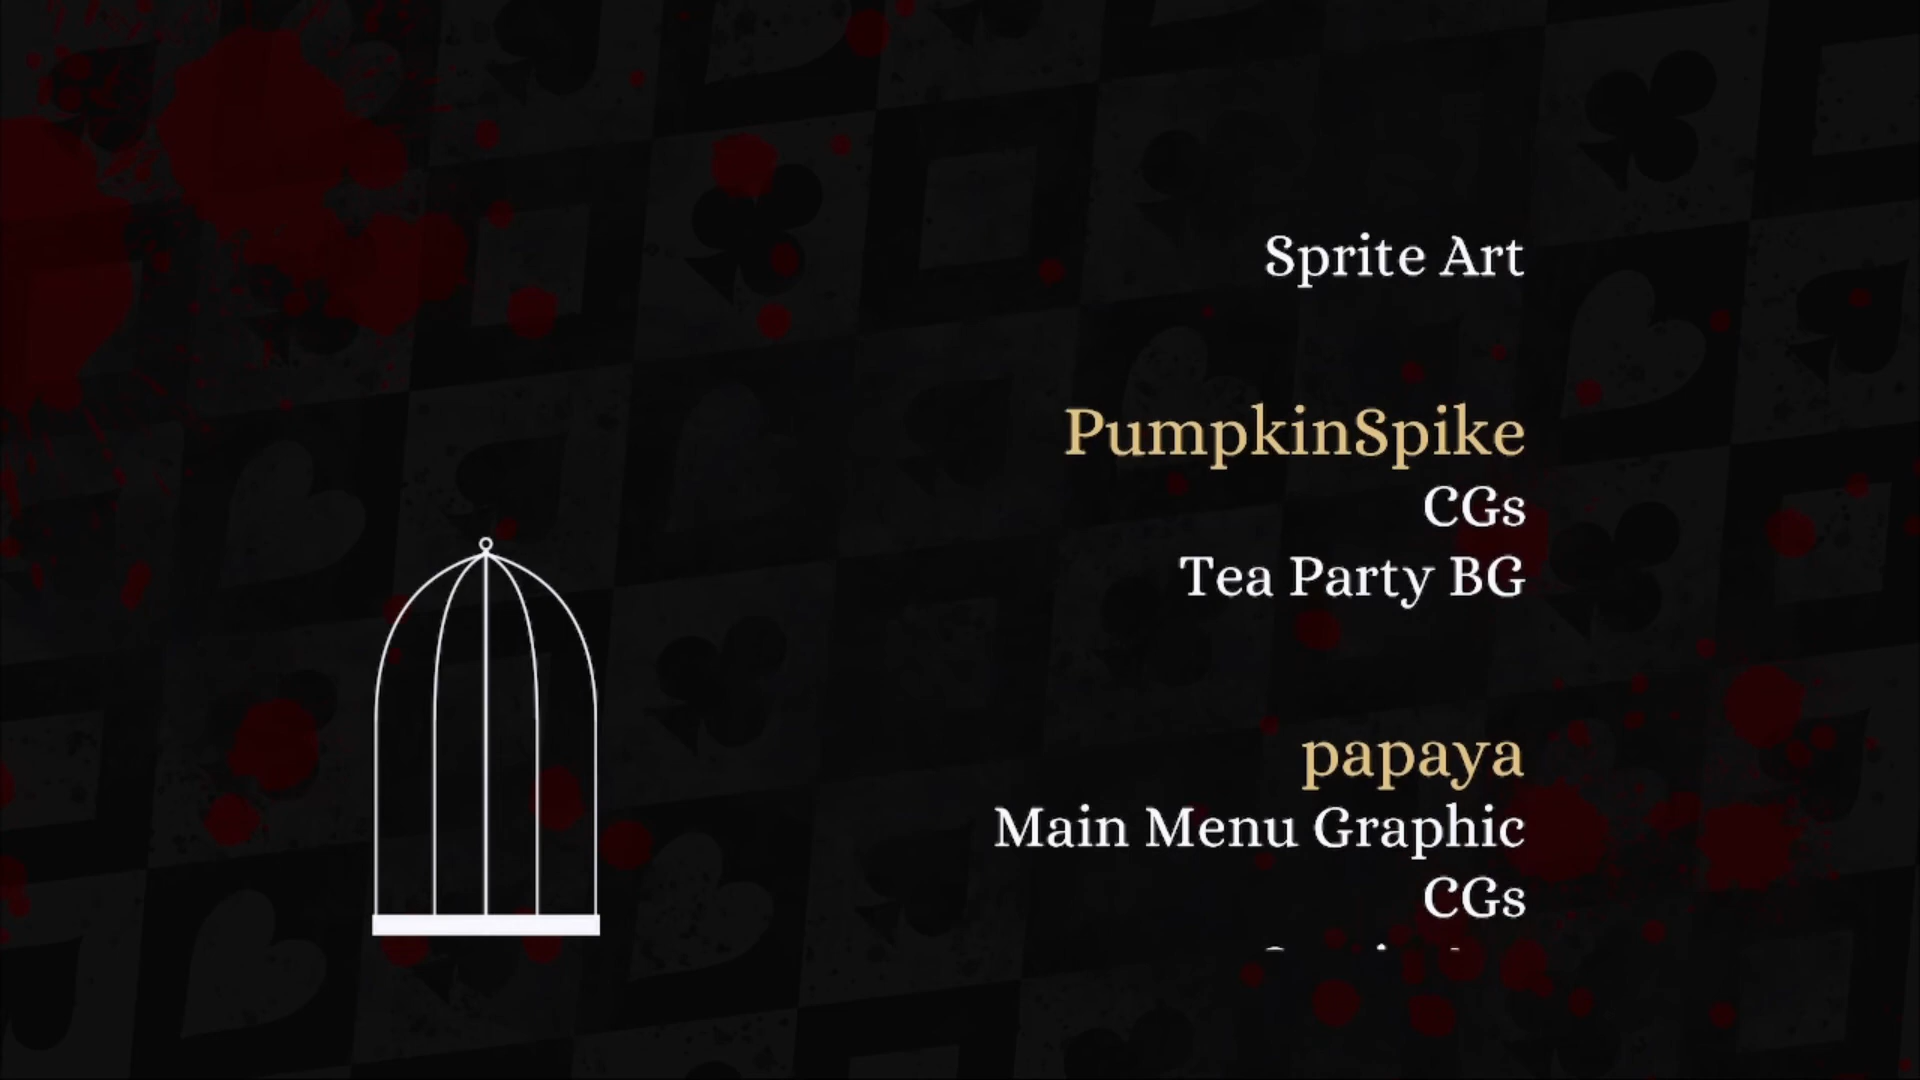 Sprite Art
PumpkinSpike
CGs
Tea Party BG
papaya
Main Menu Graphic
CGs